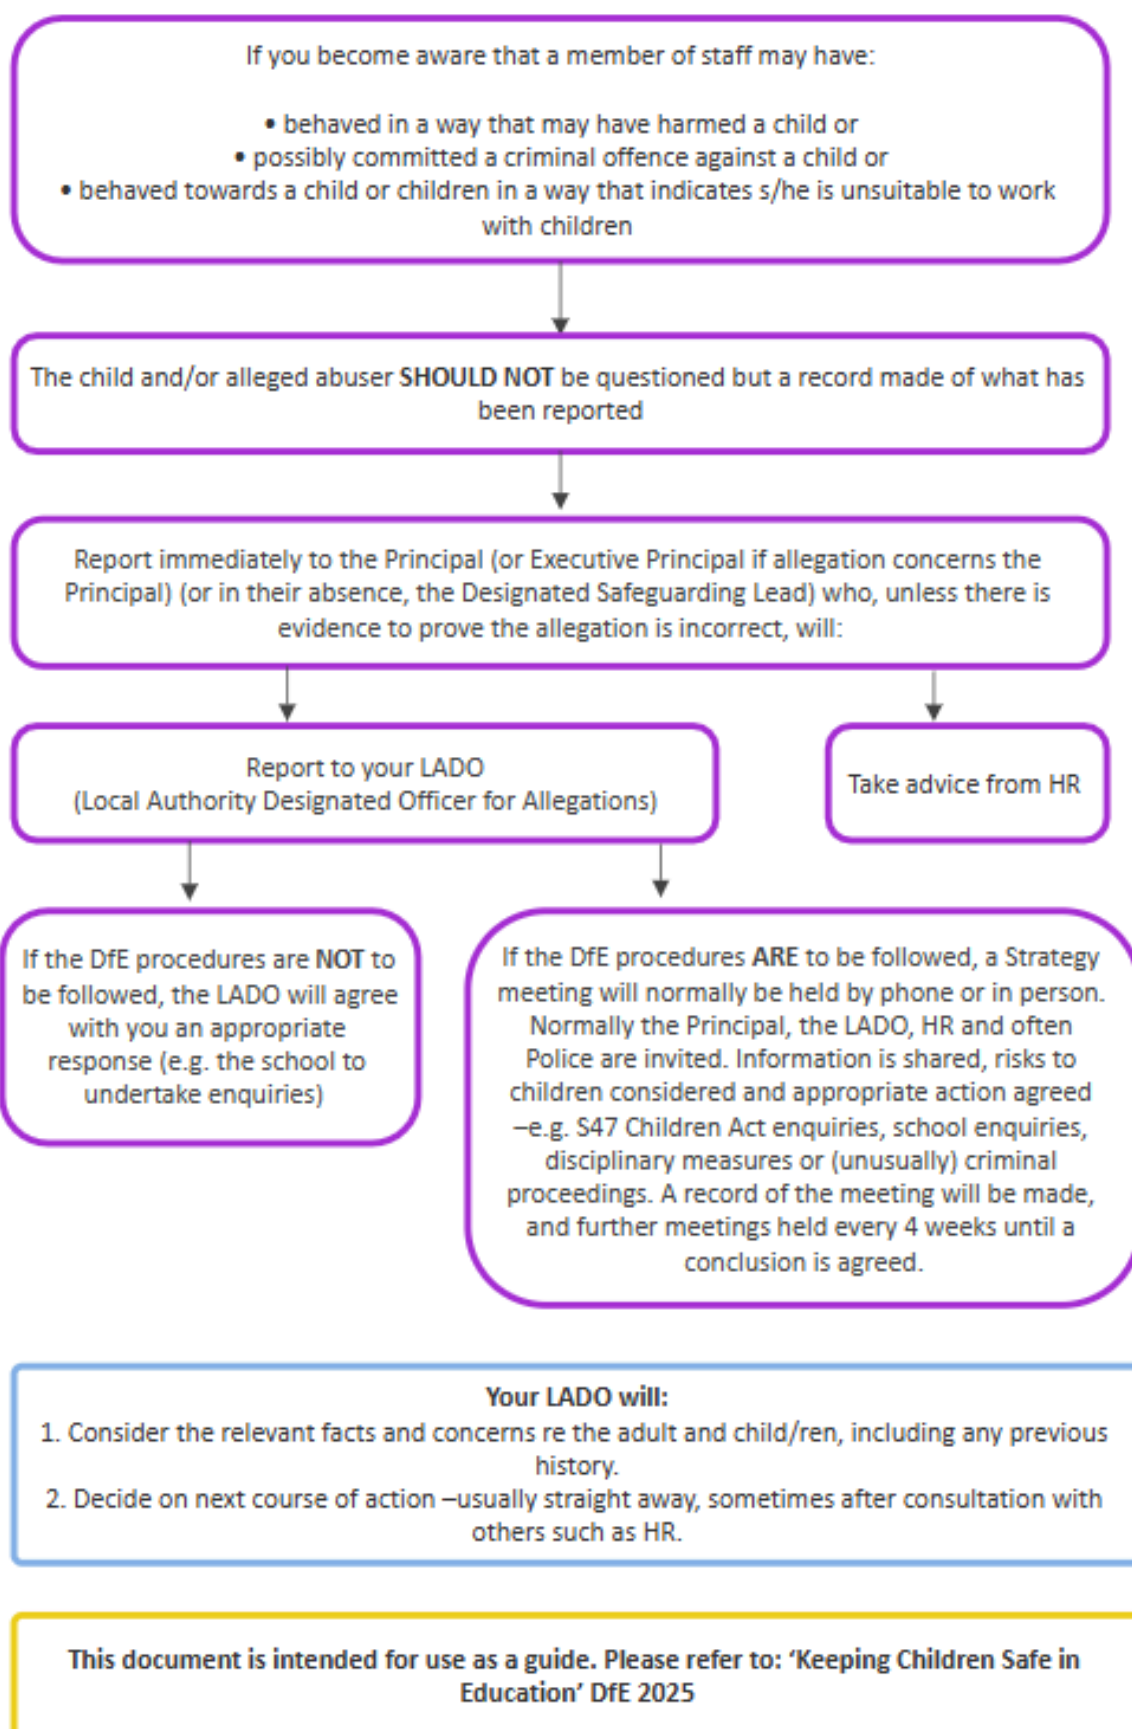 If you become aware that a member of staff may have:
• behaved in a way that may have harmed a child or
• possibly committed a criminal offence against a child or
• behaved towards a child or children in a way that indicates s/he is unsuitable to work
with children
The child and/or alleged abuser SHOULD NOT be questioned but a record made of what has
been reported
Report immediately to the Principal (or Executive Principal if allegation concerns the
Principal) (or in their absence, the Designated Safeguarding Lead) who, unless there is
evidence to prove the allegation is incorrect, will:
Report to your LADO
(Local Authority Designated Officer for Allegations)
Take advice from HR
If the DfE procedures are NOT to
be followed, the LADO will agree
with you an appropriate
response (e.g. the school to
undertake enquiries)
If the DfE procedures ARE to be followed, a Strategy
meeting will normally be held by phone or in person.
Normally the Principal, the LADO, HR and often
Police are invited. Information is shared, risks to
children considered and appropriate action agreed
–e.g. S47 Children Act enquiries, school enquiries,
disciplinary measures or (unusually) criminal
proceedings. A record of the meeting will be made,
and further meetings held every 4 weeks until a
conclusion is agreed.
Your LADO will:
1. Consider the relevant facts and concerns re the adult and child/ren, including any previous
history.
2. Decide on next course of action –usually straight away, sometimes after consultation with
others such as HR.
This document is intended for use as a guide. Please refer to: ‘Keeping Children Safe in
Education’ DfE 2025